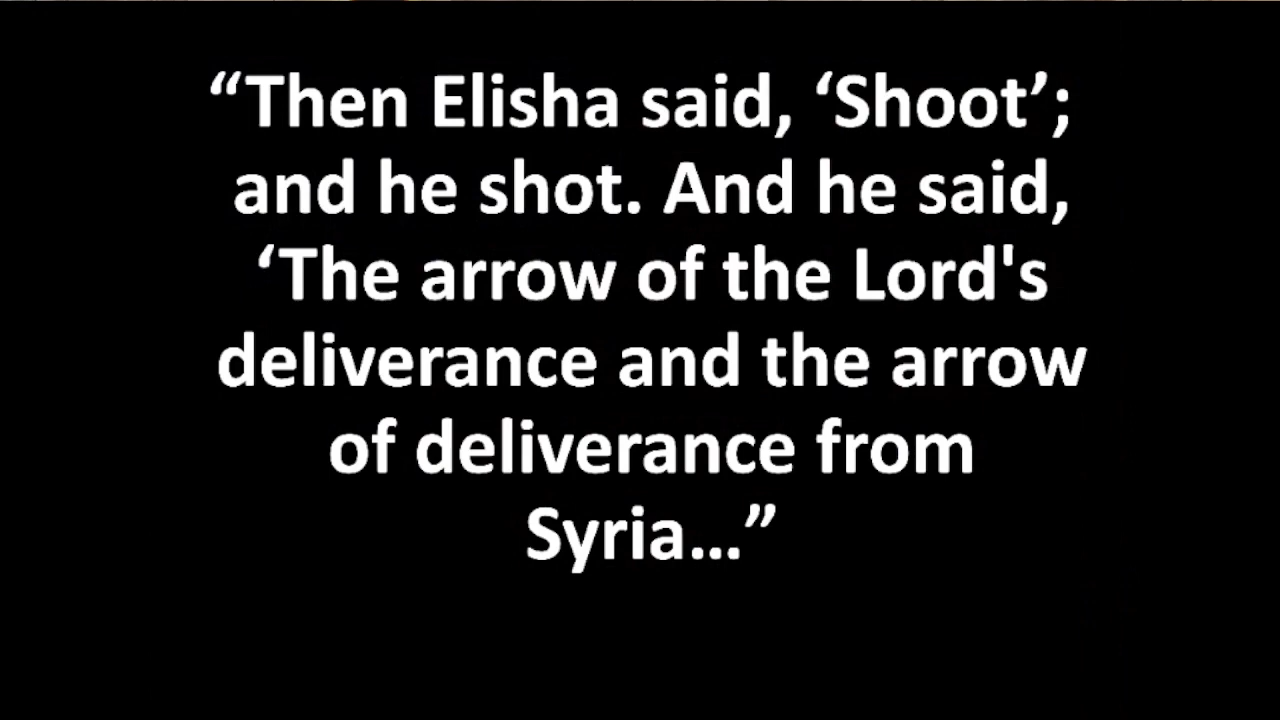 “Then Elisha said, ‘Shoot’;
and he shot. And he said,
‘The arrow of the Lord's
deliverance and the arrow
of deliverance from
Syria…”